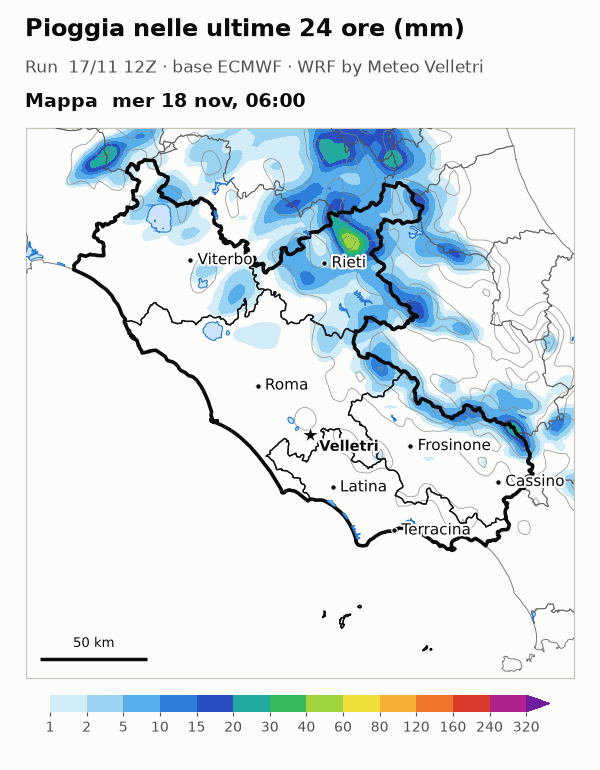 Pioggia nelle ultime 24 ore (mm)
Run  17/11 12Z · base ECMWF · WRF by Meteo Velletri
Mappa  mer 18 nov, 06:00
Viterbo
Rieti
Roma
Velletri
Frosinone
Cassino
Latina
Terracina
50 km
1 2 5 10 15 20 30 40 60 80 120 160 240 320